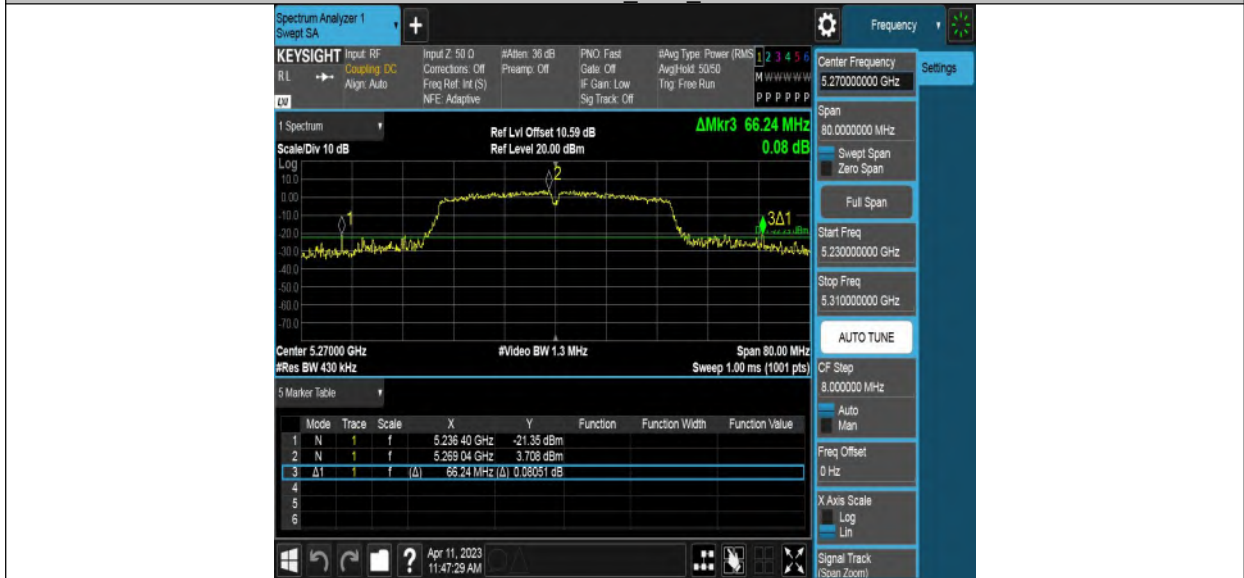 Spectrum Analyzer 1
Swept SA
+
Frequency
KEYSIGHT
RL
LXI
Input: RF
Coupling: DC
Align: Auto
Input Z: 50 Ω
Corrections: Off
Freq Ref: Int (S)
NFE: Adaptive
#Atten: 36 dB
Preamp: Off
PNO: Fast
Gate: Off
IF Gain: Low
Sig Track: Off
#Avg Type: Power (RMS
Avg|Hold: 50/50
Trig: Free Run
1 2 3 4 5 6
M W W W W W
P P P P P P
1 Spectrum
Scale/Div 10 dB
Ref Lvl Offset 10.59 dB
Ref Level 20.00 dBm
ΔMkr3 66.24 MHz
0.08 dB
Log
10.0
0.00
-10.0
-20.0
-30.0
-40.0
-50.0
-60.0
-70.0
1
2
3Δ1
Center 5.27000 GHz
#Video BW 1.3 MHz
Span 80.00 MHz
#Res BW 430 kHz
Sweep 1.00 ms (1001 pts)
5 Marker Table
Mode Trace Scale X Y Function Function Width Function Value
1 N 1 f 5.236 40 GHz -21.35 dBm
2 N 1 f 5.269 04 GHz 3.708 dBm
3 Δ1 1 f (Δ) 66.24 MHz (Δ) 0.08051 dB
4
5
6
?
Apr 11, 2023
11:47:29 AM
Center Frequency
5.270000000 GHz
Settings
Span
80.0000000 MHz
Swept Span
Zero Span
Full Span
Start Freq
5.230000000 GHz
Stop Freq
5.310000000 GHz
AUTO TUNE
CF Step
8.000000 MHz
Auto
Man
Freq Offset
0 Hz
X Axis Scale
Log
Lin
Signal Track
(Span Zoom)